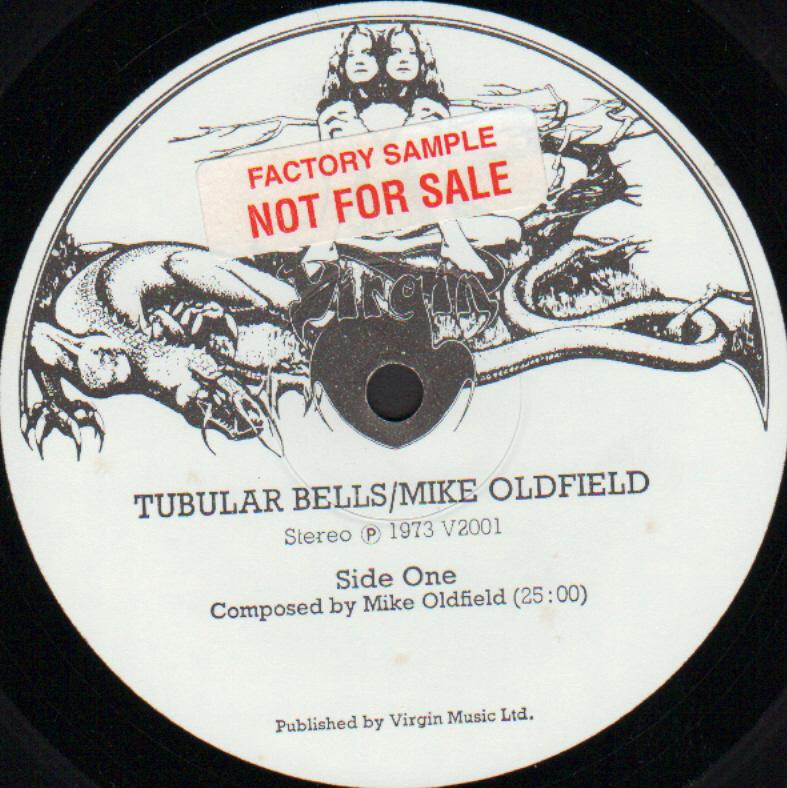 FACTORY SAMPLE
NOT FOR SALE
Virgin
TUBULAR BELLS/MIKE OLDFIELD
Stereo Ⓟ 1973 V2001
Side One
Composed by Mike Oldfield (25:00)
Published by Virgin Music Ltd.